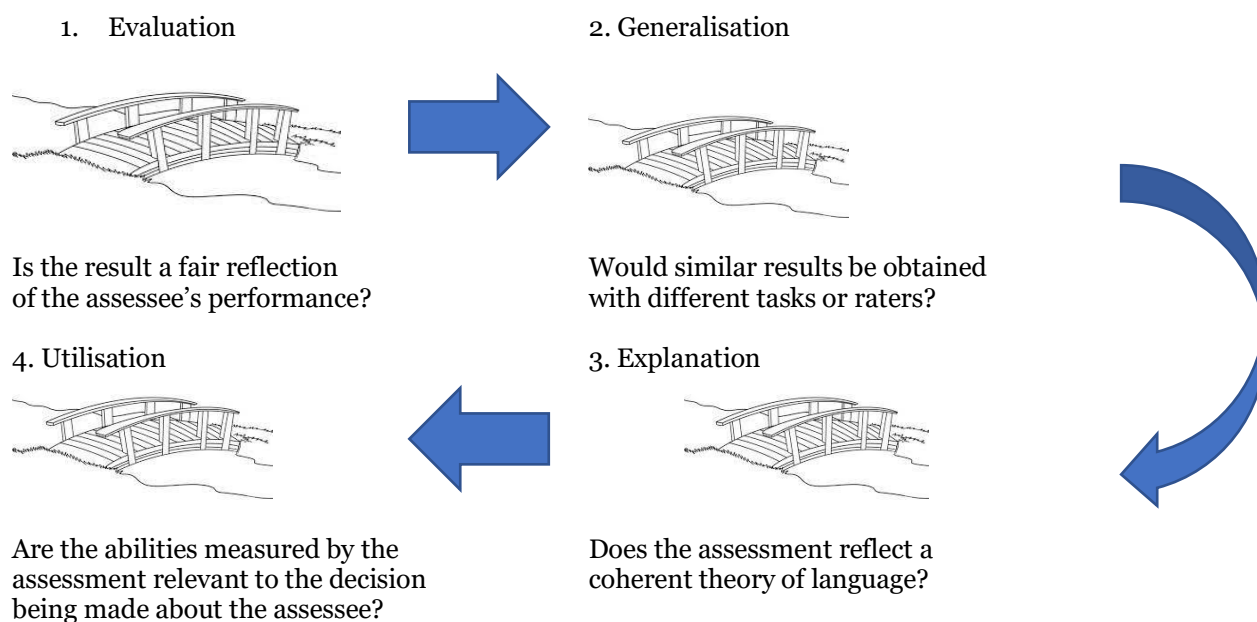 1. Evaluation
Is the result a fair reflection
of the assessee’s performance?
2. Generalisation
Would similar results be obtained
with different tasks or raters?
3. Explanation
Does the assessment reflect a
coherent theory of language?
4. Utilisation
Are the abilities measured by the
assessment relevant to the decision
being made about the assessee?